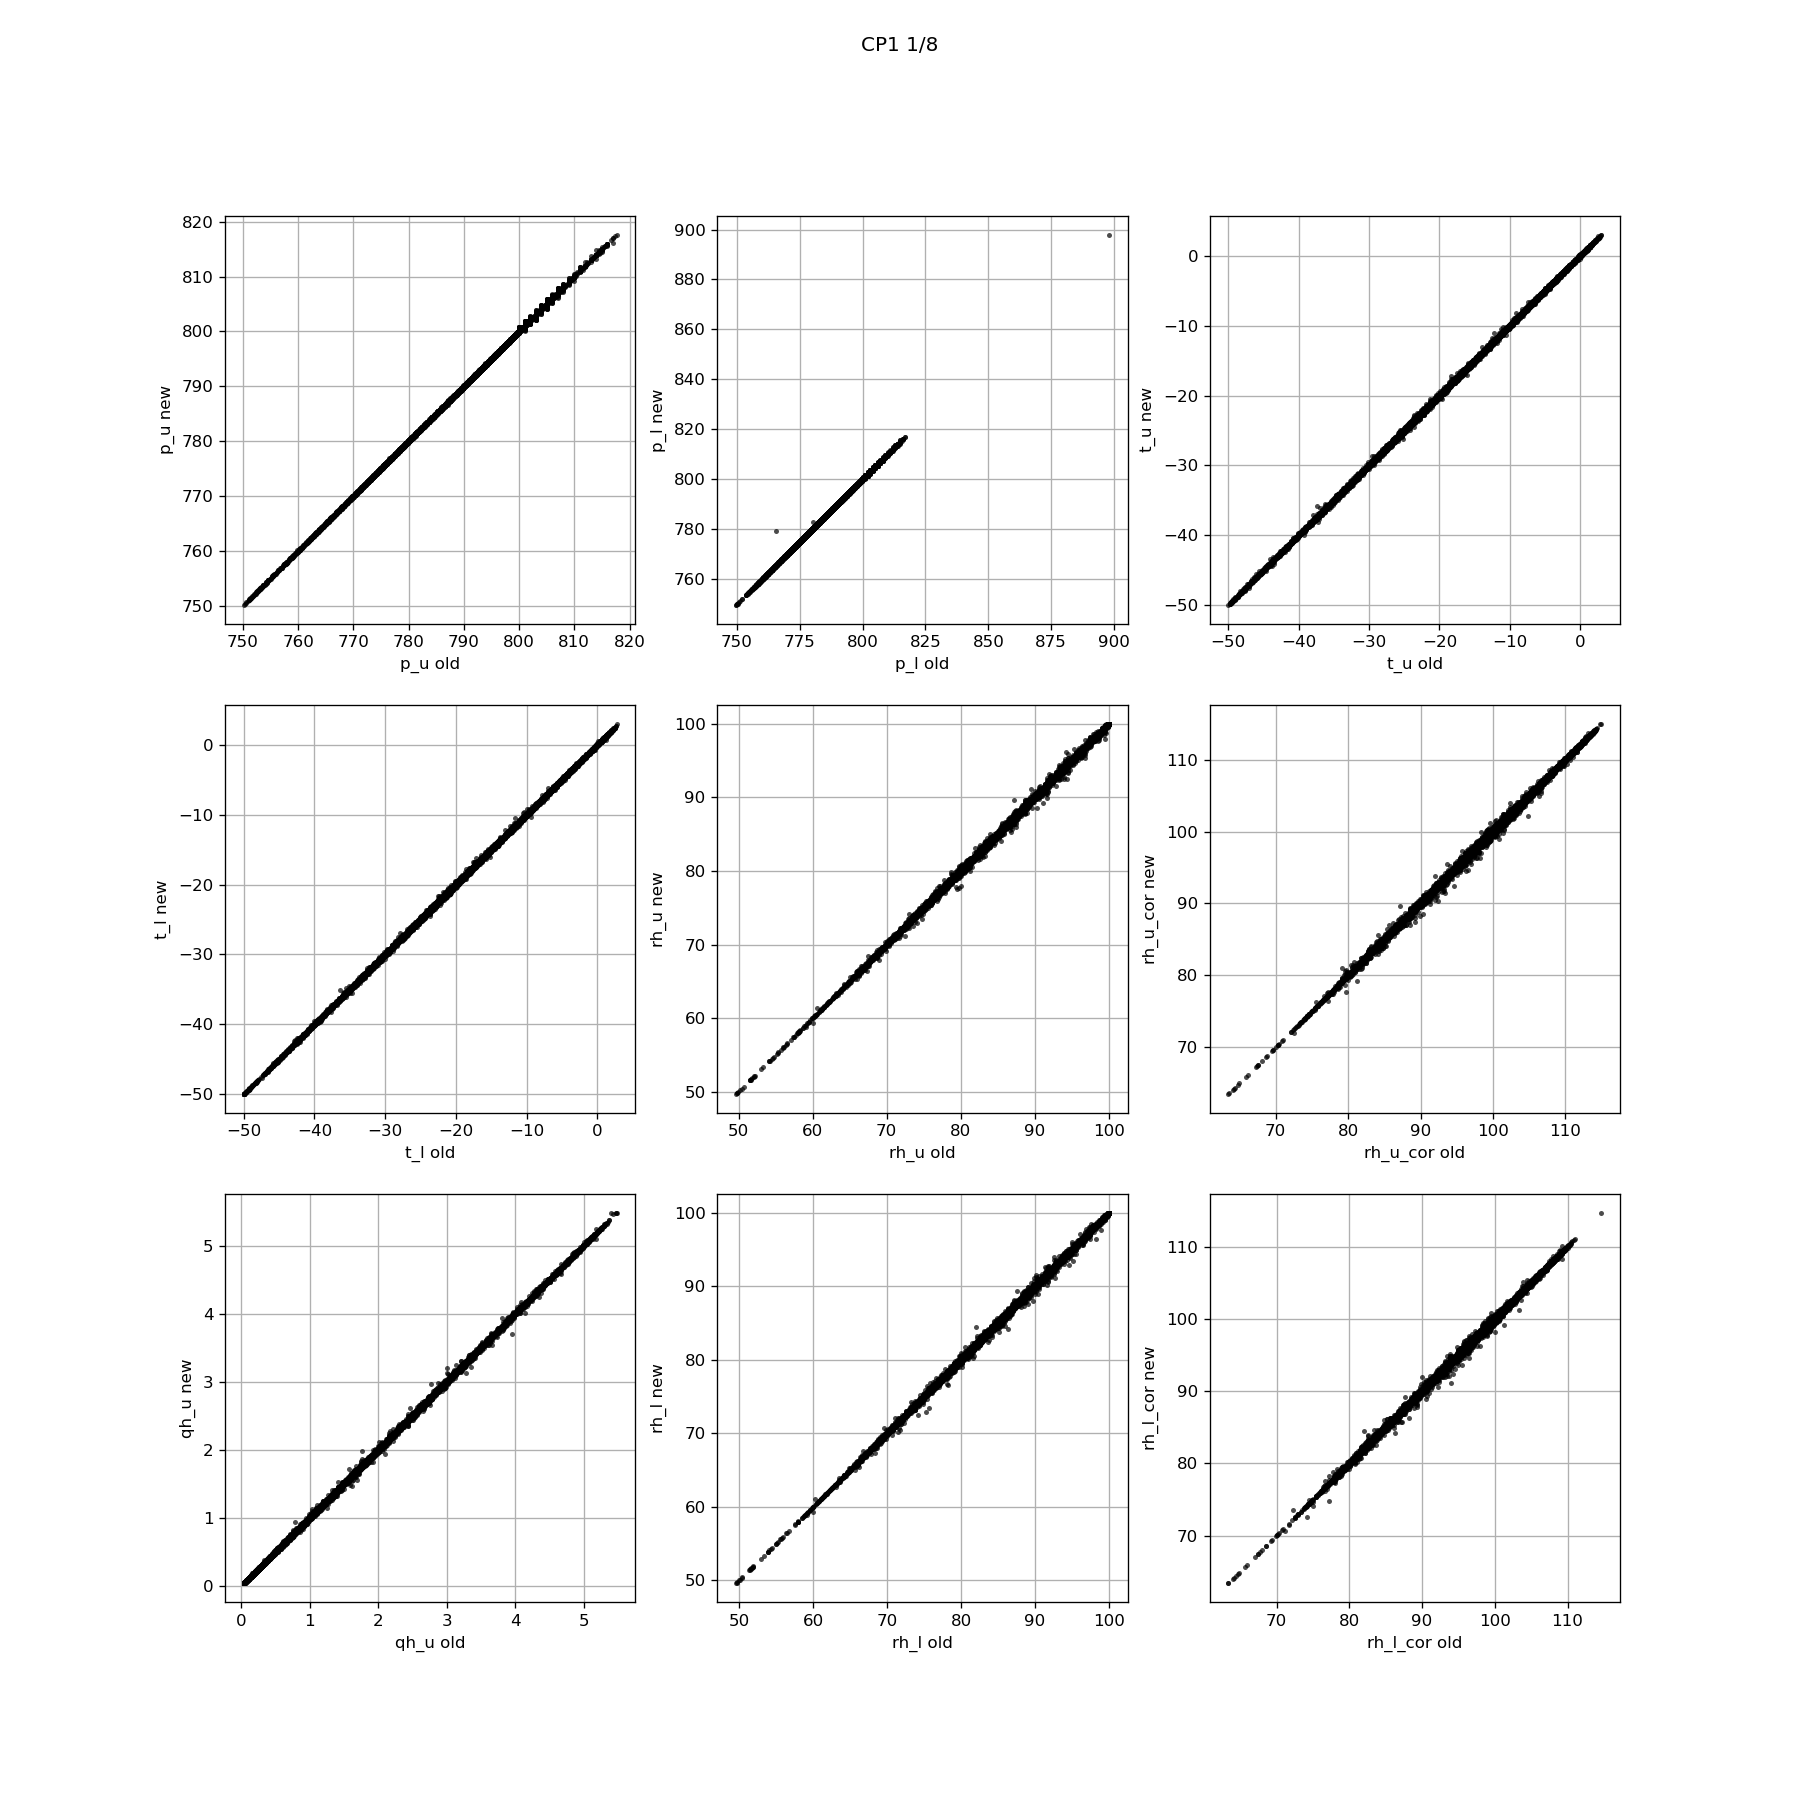 CP1 1/8
820
810
800
790
780
770
760
750
p_u new
750 760 770 780 790 800 810 820
p_u old
900
880
860
840
820
800
780
760
p_l new
750 775 800 825 850 875 900
p_l old
0
−10
−20
−30
−40
−50
t_u new
−50 −40 −30 −20 −10 0
t_u old
0
−10
−20
−30
−40
−50
t_l new
−50 −40 −30 −20 −10 0
t_l old
100
90
80
70
60
50
rh_u new
50 60 70 80 90 100
rh_u old
110
100
90
80
70
rh_u_cor new
70 80 90 100 110
rh_u_cor old
5
4
3
2
1
0
qh_u new
0 1 2 3 4 5
qh_u old
100
90
80
70
60
50
rh_l new
50 60 70 80 90 100
rh_l old
110
100
90
80
70
rh_l_cor new
70 80 90 100 110
rh_l_cor old